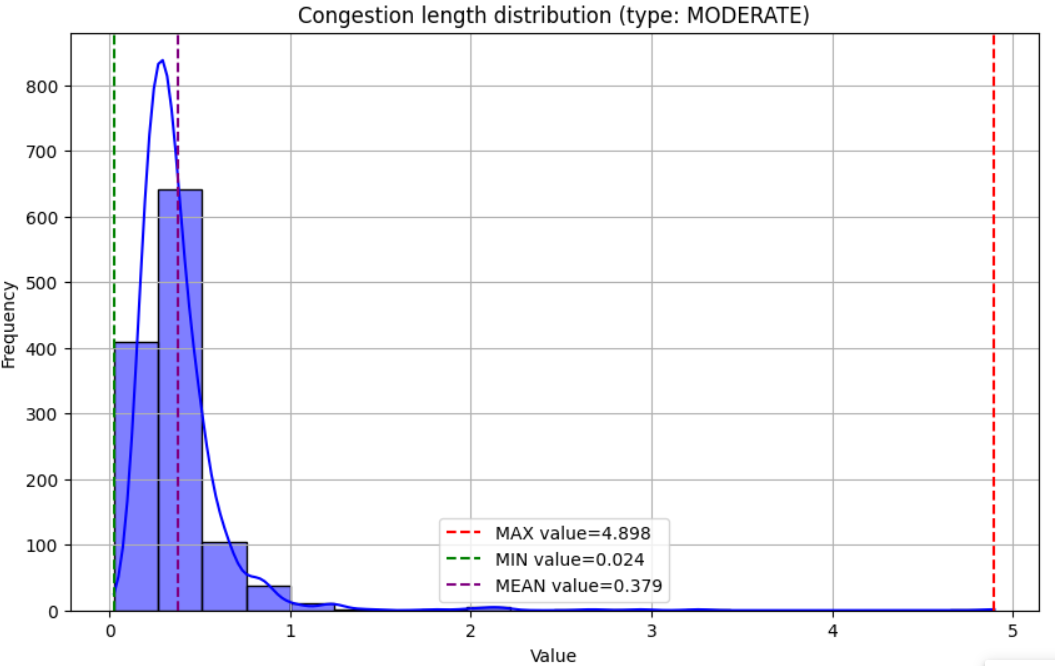 Congestion length distribution (type: MODERATE)
Frequency
800
700
600
500
400
300
200
100
0
MAX value=4.898
MIN value=0.024
MEAN value=0.379
0 1 2 3 4 5
Value